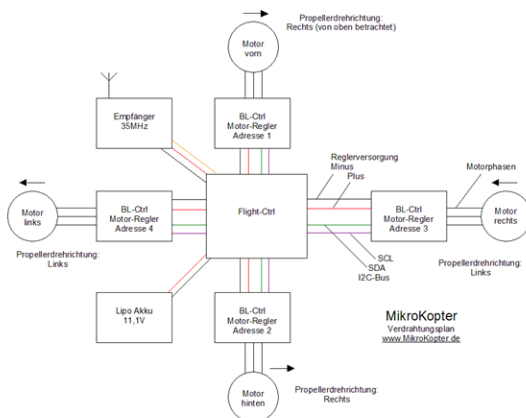 Propellerdrehrichtung:
Rechts (von oben betrachtet)
Motor
vorn
Empfänger
35MHz
BL-Ctrl
Motor-Regler
Adresse 1
Reglerversorgung
Minus
Plus
Motorphasen
Motor
links
BL-Ctrl
Motor-Regler
Adresse 4
Flight-Ctrl
BL-Ctrl
Motor-Regler
Adresse 3
Motor
rechts
Propellerdrehrichtung:
Links
SCL
SDA
I2C-Bus
Propellerdrehrichtung:
Links
Lipo Akku
11,1V
BL-Ctrl
Motor-Regler
Adresse 2
MikroKopter
Verdrahtungsplan
www.MikroKopter.de
Motor
hinten
Propellerdrehrichtung:
Rechts